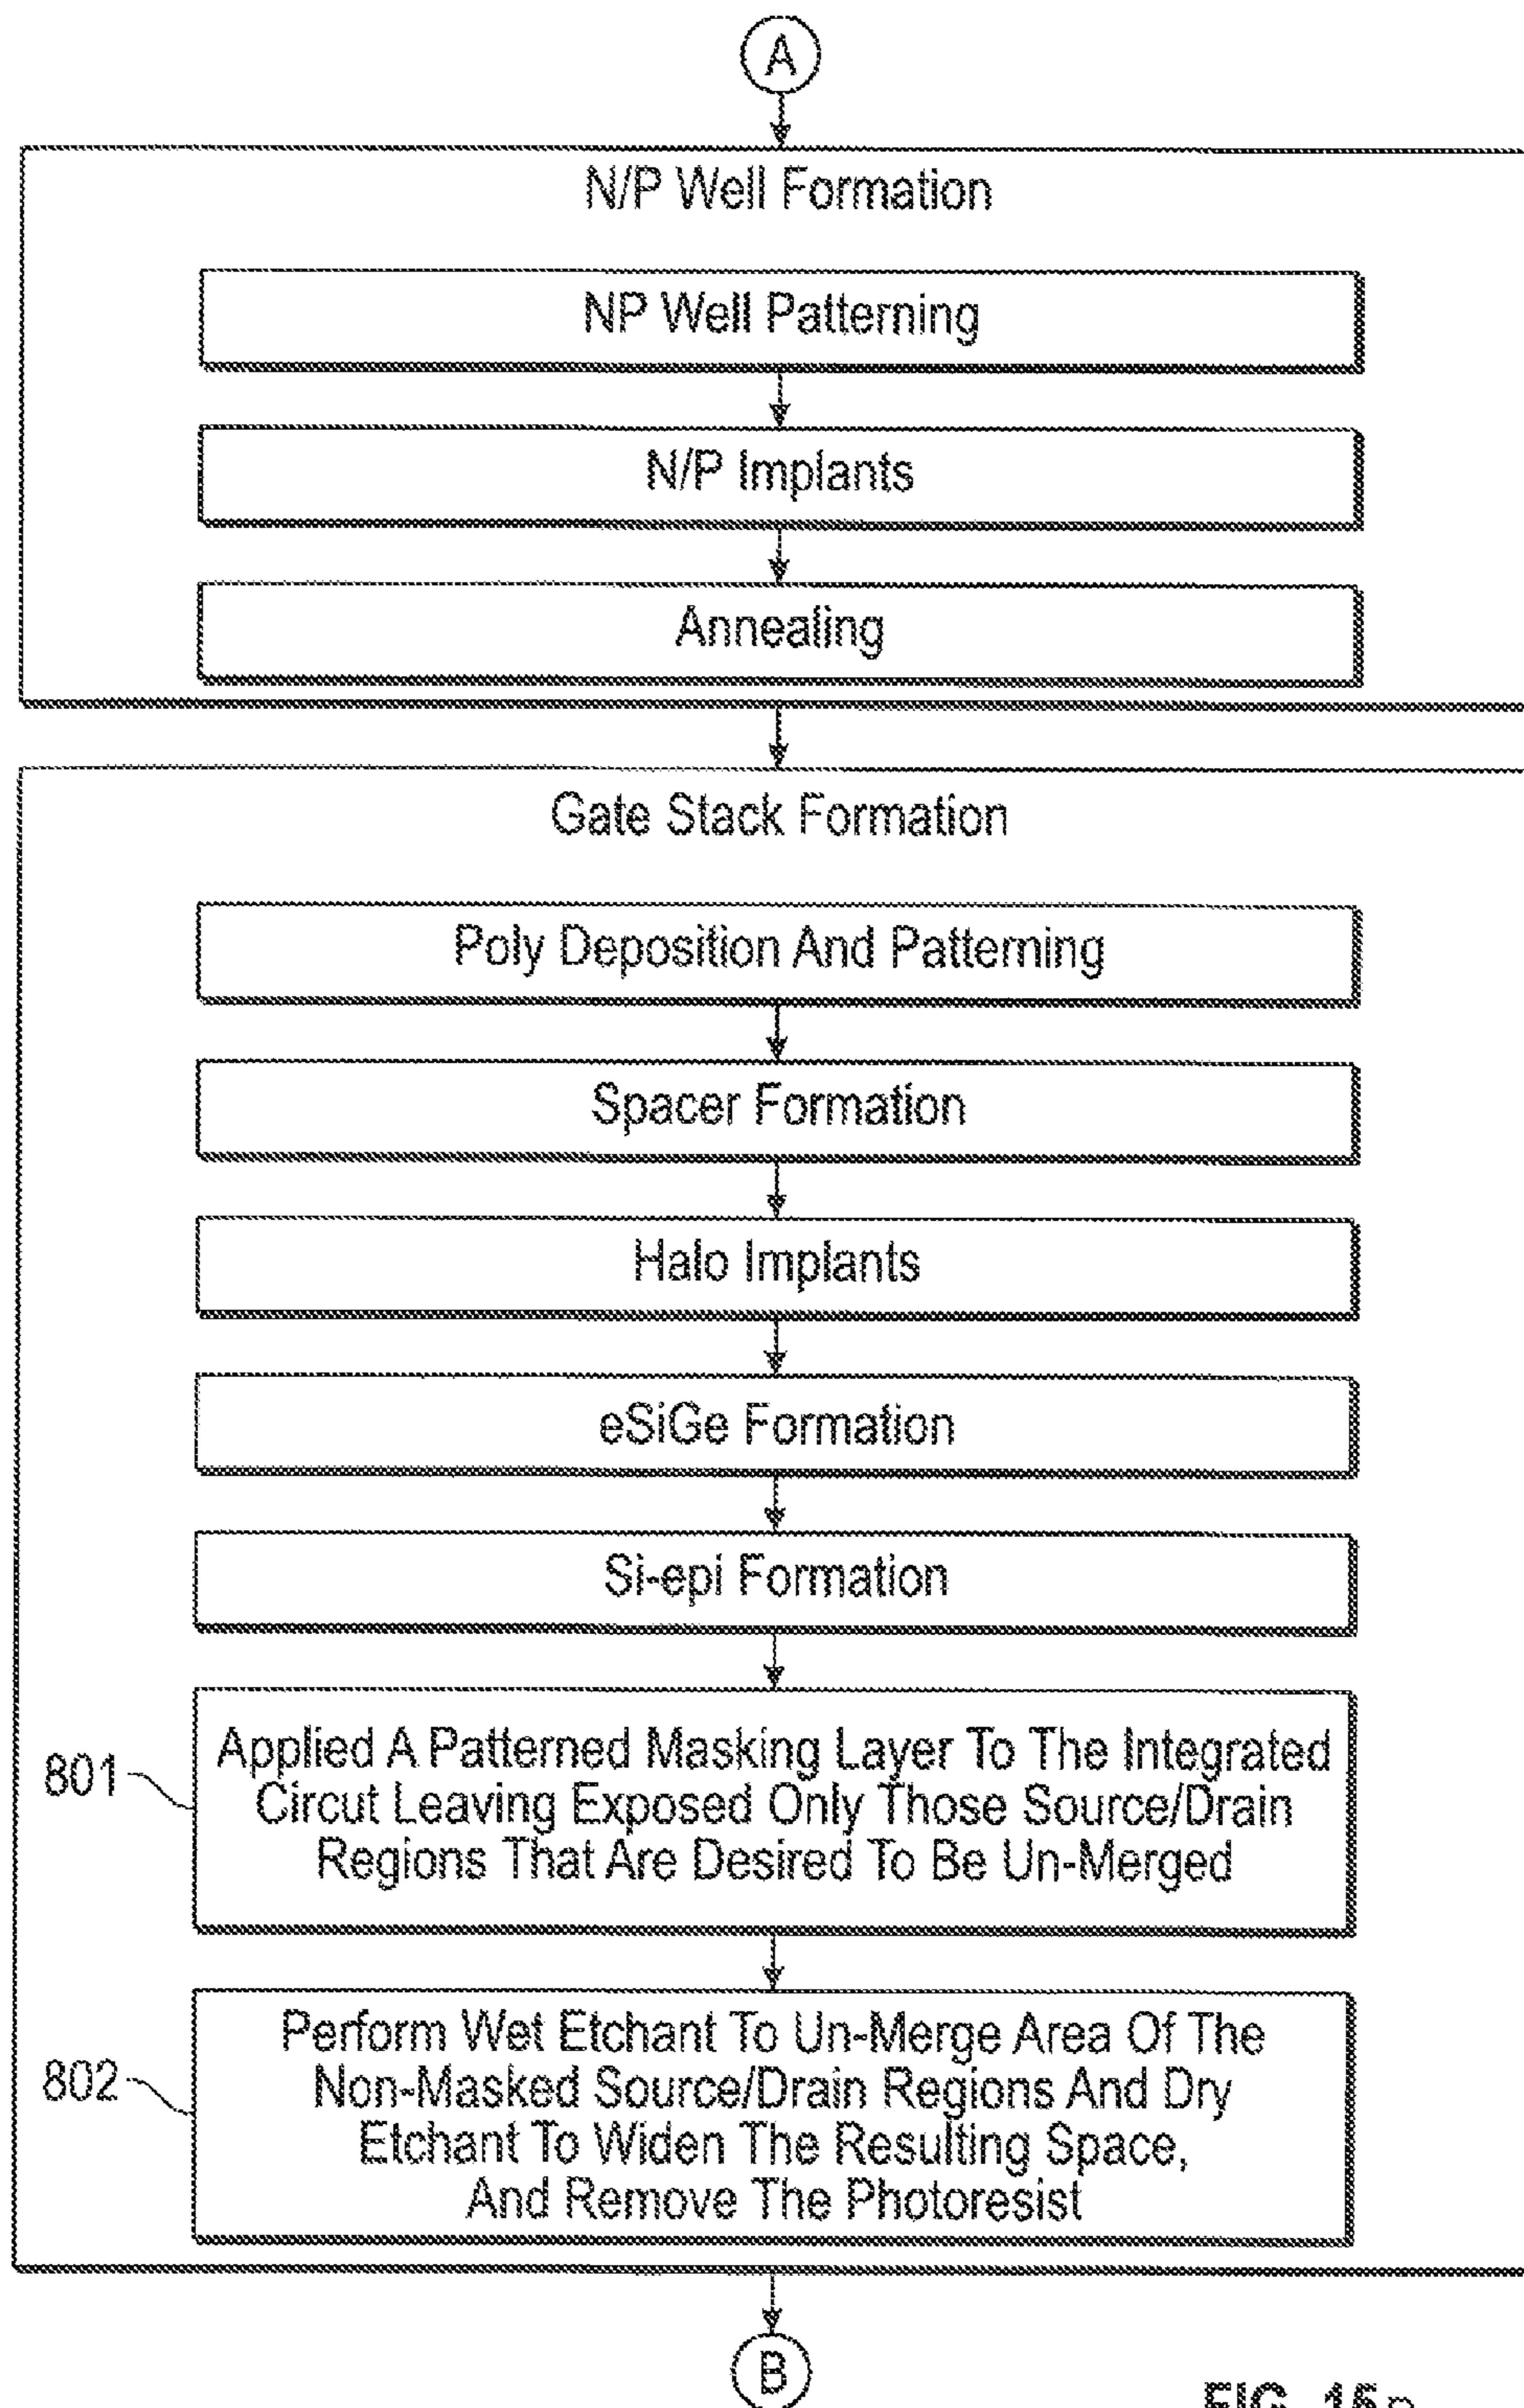 A
N/P Well Formation
NP Well Patterning
N/P Implants
Annealing
Gate Stack Formation
Poly Deposition And Patterning
Spacer Formation
Halo Implants
eSiGe Formation
Si-epi Formation
801
Applied A Patterned Masking Layer To The Integrated
Circut Leaving Exposed Only Those Source/Drain
Regions That Are Desired To Be Un-Merged
802
Perform Wet Etchant To Un-Merge Area Of The
Non-Masked Source/Drain Regions And Dry
Etchant To Widen The Resulting Space,
And Remove The Photoresist
B
FIG. 15B